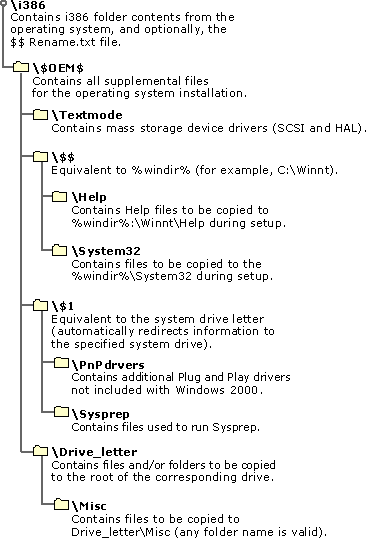 \i386
Contains i386 folder contents from the
operating system, and optionally, the
$$ Rename.txt file.
\$OEM$
Contains all supplemental files
for the operating system installation.
\Textmode
Contains mass storage device drivers (SCSI and HAL).
\$$
Equivalent to %windir% (for example, C:\Winnt).
\Help
Contains Help files to be copied to
%windir%:\Winnt\Help during setup.
\System32
Contains files to be copied to the
%windir%\System32 during setup.
\$1
Equivalent to the system drive letter
(automatically redirects information to
the specified system drive).
\PnPdrvers
Contains additional Plug and Play drivers
not included with Windows 2000.
\Sysprep
Contains files used to run Sysprep.
\Drive_letter
Contains files and/or folders to be copied
to the root of the corresponding drive.
\Misc
Contains files to be copied to
Drive_letter\Misc (any folder name is valid).